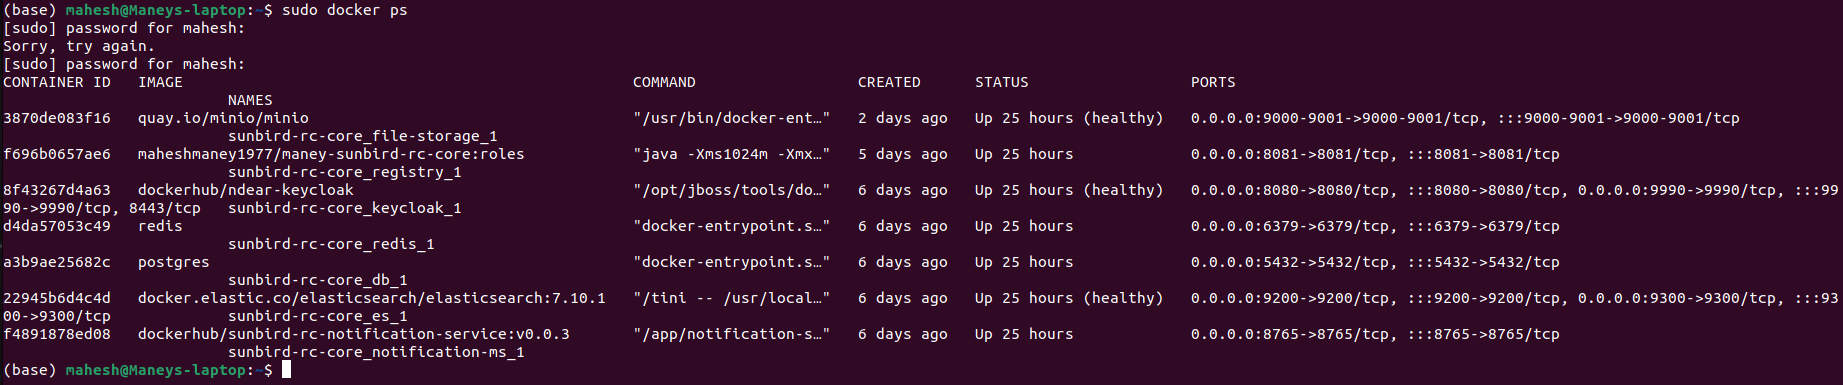 (base) mahesh@Maneys-laptop:~$ sudo docker ps
[sudo] password for mahesh:
Sorry, try again.
[sudo] password for mahesh:
CONTAINER ID   IMAGE                                                  COMMAND                  CREATED      STATUS                  PORTS
                         NAMES
3870de083f16   quay.io/minio/minio                                    "/usr/bin/docker-ent…"   2 days ago   Up 25 hours (healthy)   0.0.0.0:9000-9001->9000-9001/tcp, :::9000-9001->9000-9001/tcp
                         sunbird-rc-core_file-storage_1
f696b0657ae6   maheshmaney1977/maney-sunbird-rc-core:roles            "java -Xms1024m -Xmx…"   5 days ago   Up 25 hours             0.0.0.0:8081->8081/tcp, :::8081->8081/tcp
                         sunbird-rc-core_registry_1
8f43267d4a63   dockerhub/ndear-keycloak                               "/opt/jboss/tools/do…"   6 days ago   Up 25 hours (healthy)   0.0.0.0:8080->8080/tcp, :::8080->8080/tcp, 0.0.0.0:9990->9990/tcp, :::99
90->9990/tcp, 8443/tcp   sunbird-rc-core_keycloak_1
d4da57053c49   redis                                                  "docker-entrypoint.s…"   6 days ago   Up 25 hours             0.0.0.0:6379->6379/tcp, :::6379->6379/tcp
                         sunbird-rc-core_redis_1
a3b9ae25682c   postgres                                               "docker-entrypoint.s…"   6 days ago   Up 25 hours             0.0.0.0:5432->5432/tcp, :::5432->5432/tcp
                         sunbird-rc-core_db_1
22945b6d4c4d   docker.elastic.co/elasticsearch/elasticsearch:7.10.1   "/tini -- /usr/local…"   6 days ago   Up 25 hours (healthy)   0.0.0.0:9200->9200/tcp, :::9200->9200/tcp, 0.0.0.0:9300->9300/tcp, :::93
00->9300/tcp             sunbird-rc-core_es_1
f4891878ed08   dockerhub/sunbird-rc-notification-service:v0.0.3       "/app/notification-s…"   6 days ago   Up 25 hours             0.0.0.0:8765->8765/tcp, :::8765->8765/tcp
                         sunbird-rc-core_notification-ms_1
(base) mahesh@Maneys-laptop:~$